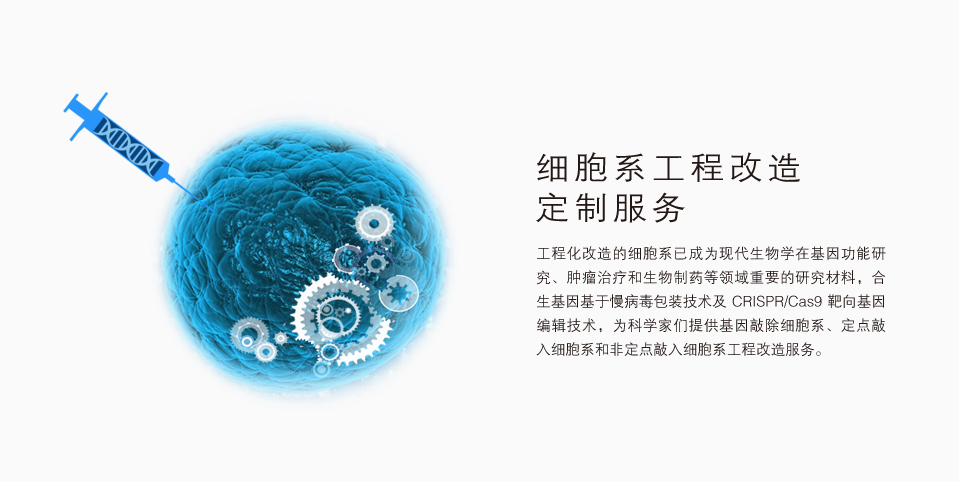 细胞系工程改造
定制服务
工程化改造的细胞系已成为现代生物学在基因功能研
究、肿瘤治疗和生物制药等领域重要的研究材料，合
生基因基于慢病毒包装技术及 CRISPR/Cas9 靶向基因
编辑技术，为科学家们提供基因敲除细胞系、定点敲
入细胞系和非定点敲入细胞系工程改造服务。